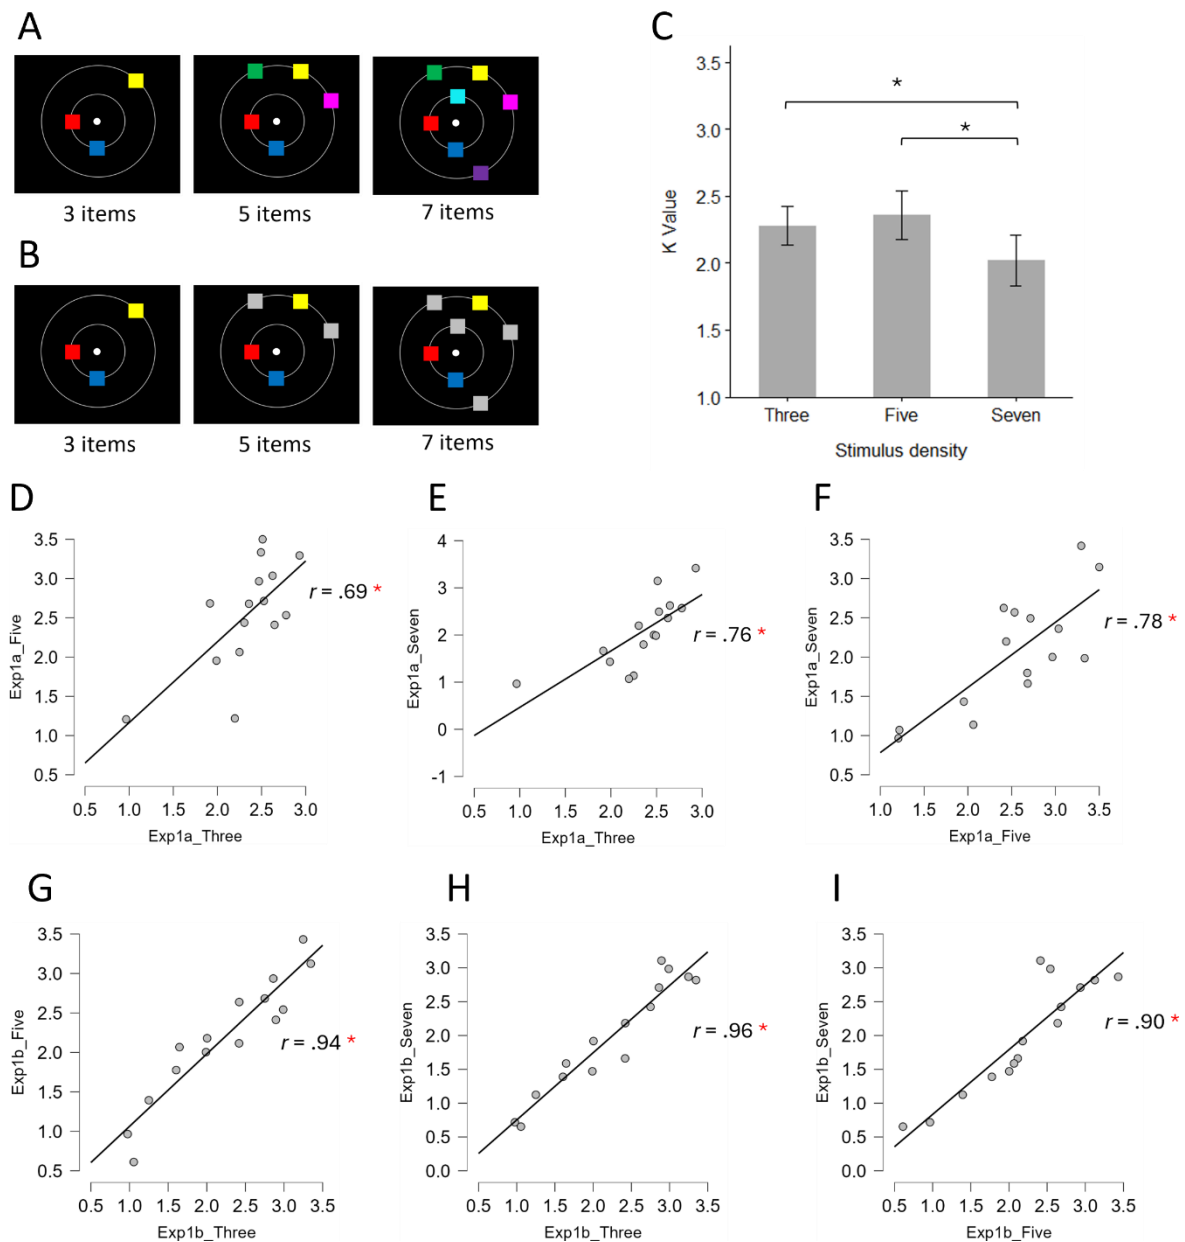 A
3 items
5 items
7 items
B
3 items
5 items
7 items
C
*
*
3.5
3.0
2.5
2.0
1.5
1.0
K Value
Three Five Seven
Stimulus density
D
3.5
3.0
2.5
2.0
1.5
1.0
0.5
Exp1a_Five
r = .69 *
0.5 1.0 1.5 2.0 2.5 3.0
Exp1a_Three
E
4
3
2
1
0
-1
Exp1a_Seven
r = .76 *
0.5 1.0 1.5 2.0 2.5 3.0
Exp1a_Three
F
3.5
3.0
2.5
2.0
1.5
1.0
0.5
Exp1a_Seven
r = .78 *
1.0 1.5 2.0 2.5 3.0 3.5
Exp1a_Five
G
3.5
3.0
2.5
2.0
1.5
1.0
0.5
Exp1b_Five
r = .94 *
0.5 1.0 1.5 2.0 2.5 3.0 3.5
Exp1b_Three
H
3.5
3.0
2.5
2.0
1.5
1.0
0.5
0.0
Exp1b_Seven
r = .96 *
0.5 1.0 1.5 2.0 2.5 3.0 3.5
Exp1b_Three
I
3.5
3.0
2.5
2.0
1.5
1.0
0.5
0.0
Exp1b_Seven
r = .90 *
0.5 1.0 1.5 2.0 2.5 3.0 3.5
Exp1b_Five